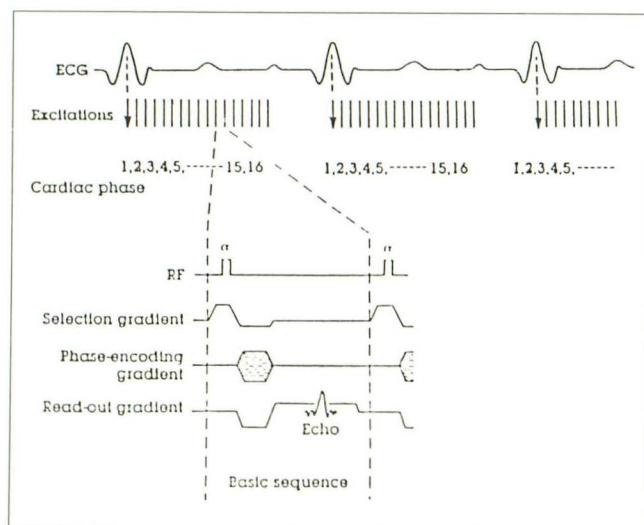 ECG
Excitations
1,2,3,4,5,------15,16 1,2,3,4,5,------15,16 1,2,3,4,5,------
Cardiac phase
α α
RF
Selection gradient
Phase-encoding
gradient
Read-out gradient
Echo
Basic sequence